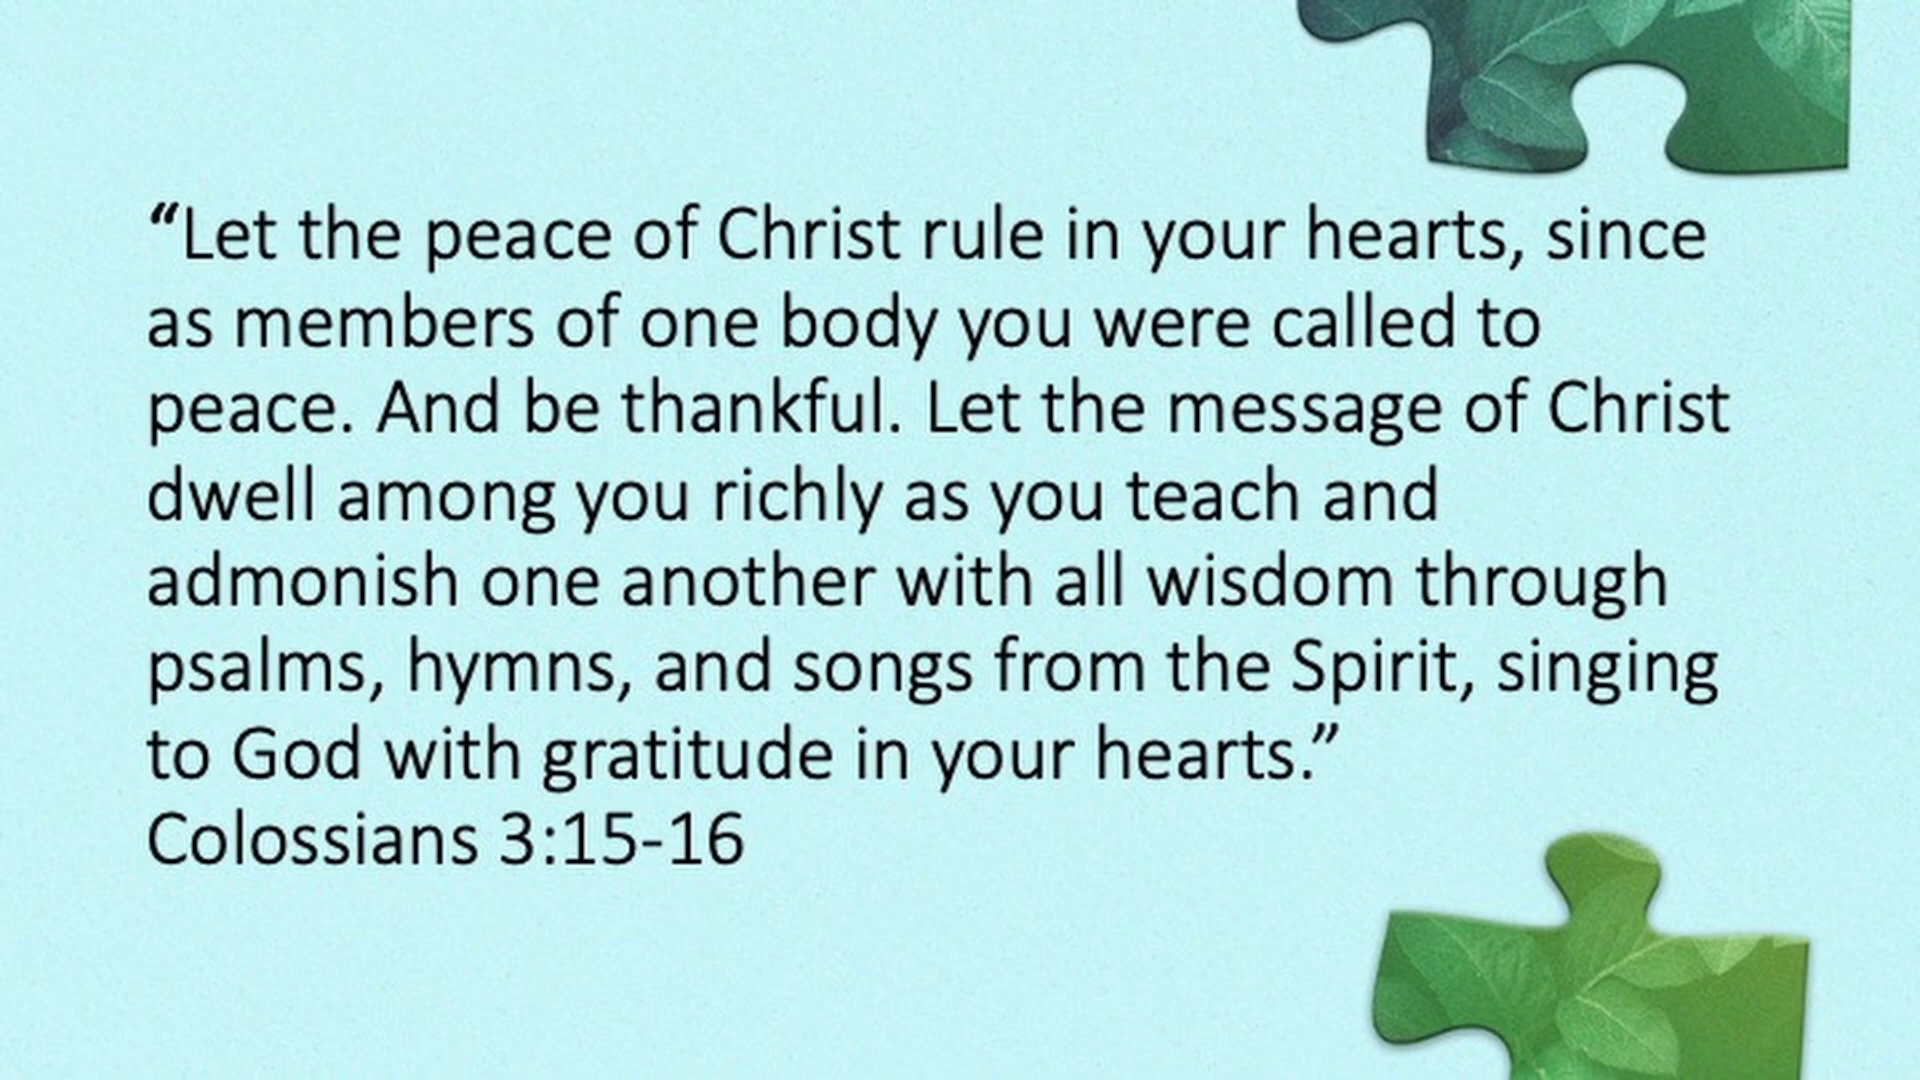 “Let the peace of Christ rule in your hearts, since
as members of one body you were called to
peace. And be thankful. Let the message of Christ
dwell among you richly as you teach and
admonish one another with all wisdom through
psalms, hymns, and songs from the Spirit, singing
to God with gratitude in your hearts.”
Colossians 3:15-16